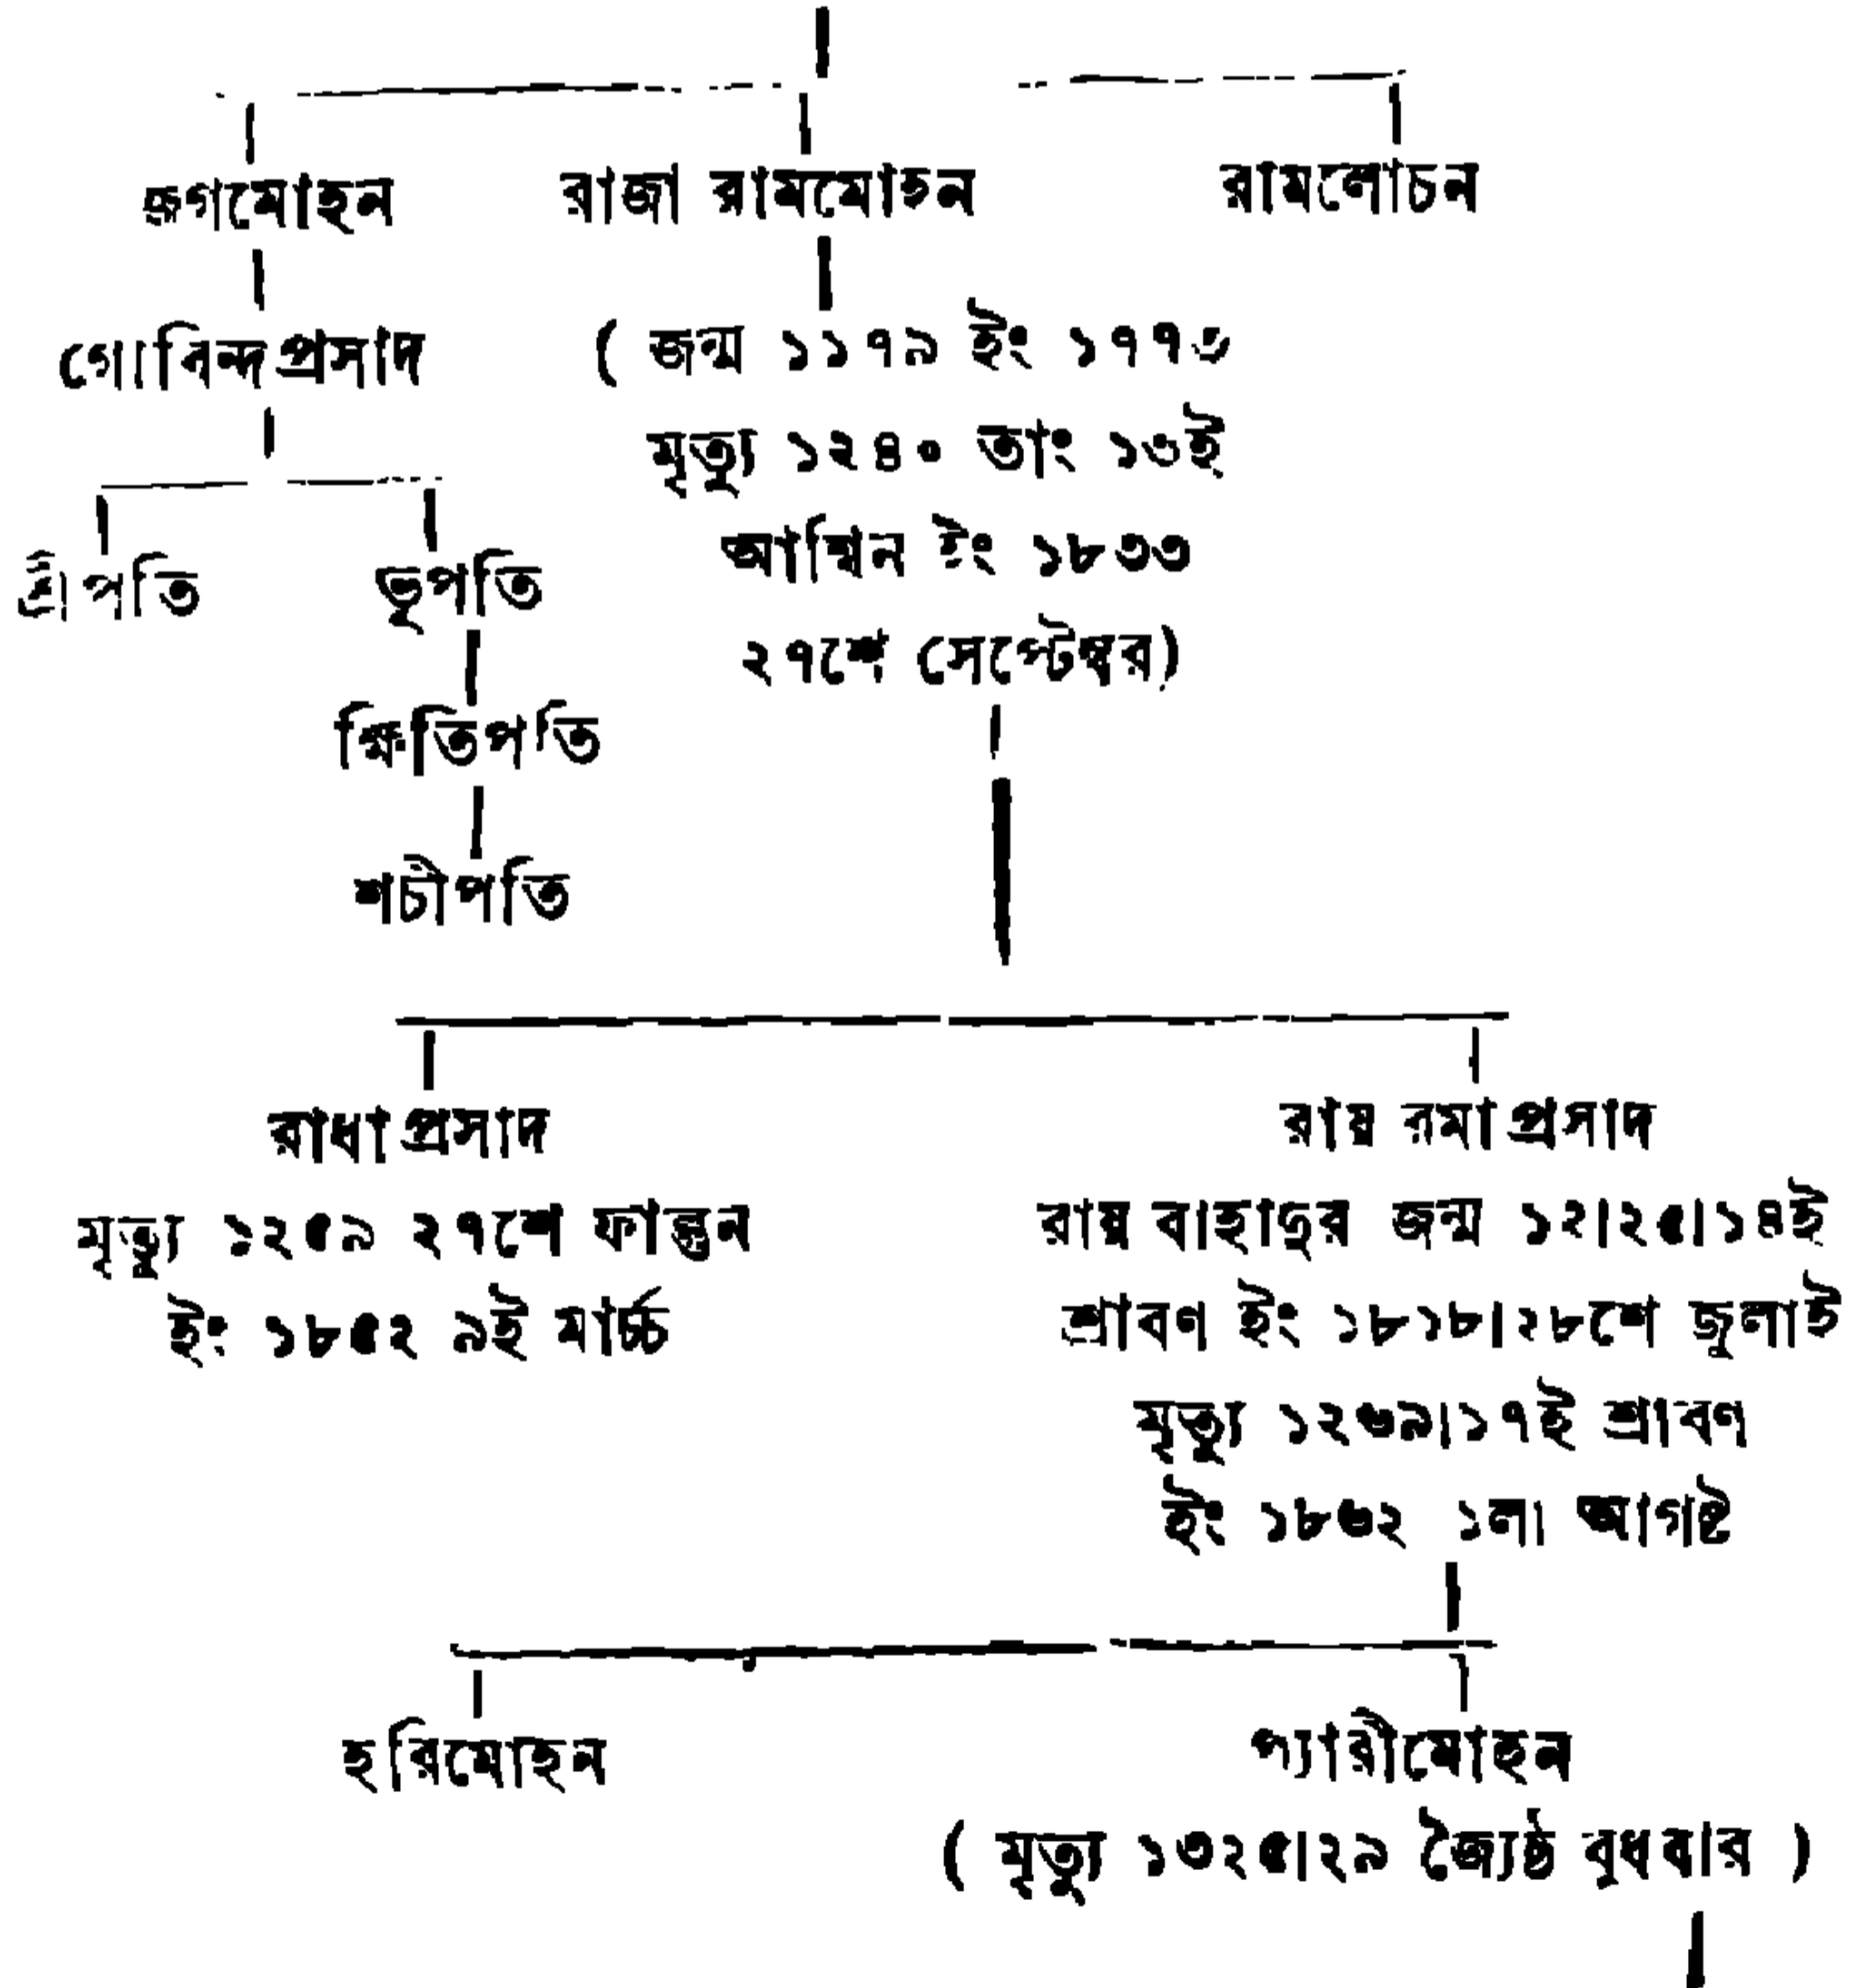 জগমোহন রাজা রামমোহন রামলোচন
গোবিন্দপ্রসাদ ( জন্ম ১১৭৯ ইং ১৭৭৩
মৃত্যু ১২৪০ তাং ১৩ই
আশ্বিন ইং ১৮৩৩
শ্রীপতি ভূপতি
২৭শে সেপ্টেম্বর)
ক্ষিতিপতি
শচীপতি
রাধাপ্রসাদ রায় রমাপ্রসাদ
মৃত্যু ১২৫৯ ২৭শে ফাল্গুন রায় বাহাদুর জন্ম ১২।২৫।১৪ই
ইং ১৮৫২ ৯ই মার্চ্চ শ্রাবণ ইং ১৮১৮।২৮শে জুলাই
মৃত্যু ১২৬৯।১৭ই শ্রাবণ
ইং ১৮৬২ ১লা আগষ্ট
হরিমোহন প্যারীমোহন
( মৃত্যু ১৩২৫।২৯ জ্যৈষ্ঠ বুধবার )